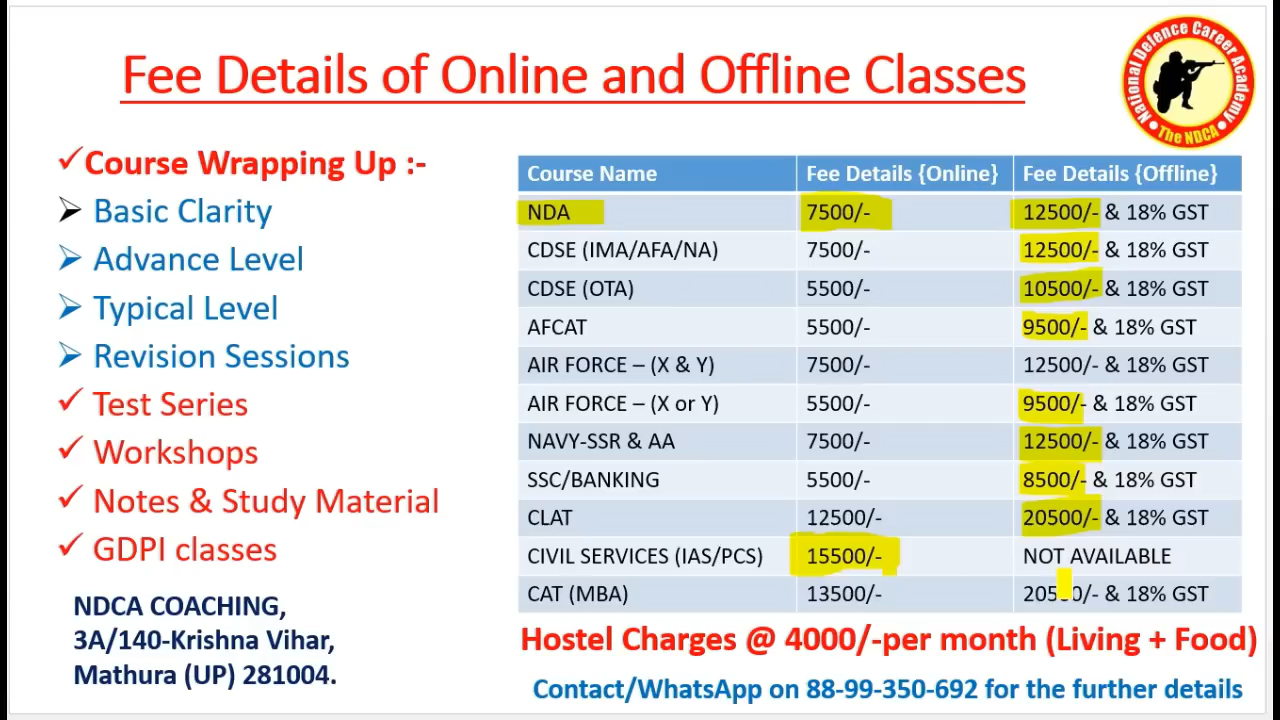 Fee Details of Online and Offline Classes
National Defence Career Academy
The NDCA
Course Wrapping Up :-
Basic Clarity
Advance Level
Typical Level
Revision Sessions
Test Series
Workshops
Notes & Study Material
GDPI classes
NDCA COACHING,
3A/140-Krishna Vihar,
Mathura (UP) 281004.
Course Name Fee Details {Online} Fee Details {Offline}
NDA 7500/- 12500/- & 18% GST
CDSE (IMA/AFA/NA) 7500/- 12500/- & 18% GST
CDSE (OTA) 5500/- 10500/- & 18% GST
AFCAT 5500/- 9500/- & 18% GST
AIR FORCE – (X & Y) 7500/- 12500/- & 18% GST
AIR FORCE – (X or Y) 5500/- 9500/- & 18% GST
NAVY-SSR & AA 7500/- 12500/- & 18% GST
SSC/BANKING 5500/- 8500/- & 18% GST
CLAT 12500/- 20500/- & 18% GST
CIVIL SERVICES (IAS/PCS) 15500/- NOT AVAILABLE
CAT (MBA) 13500/- 20500/- & 18% GST
Hostel Charges @ 4000/-per month (Living + Food)
Contact/WhatsApp on 88-99-350-692 for the further details